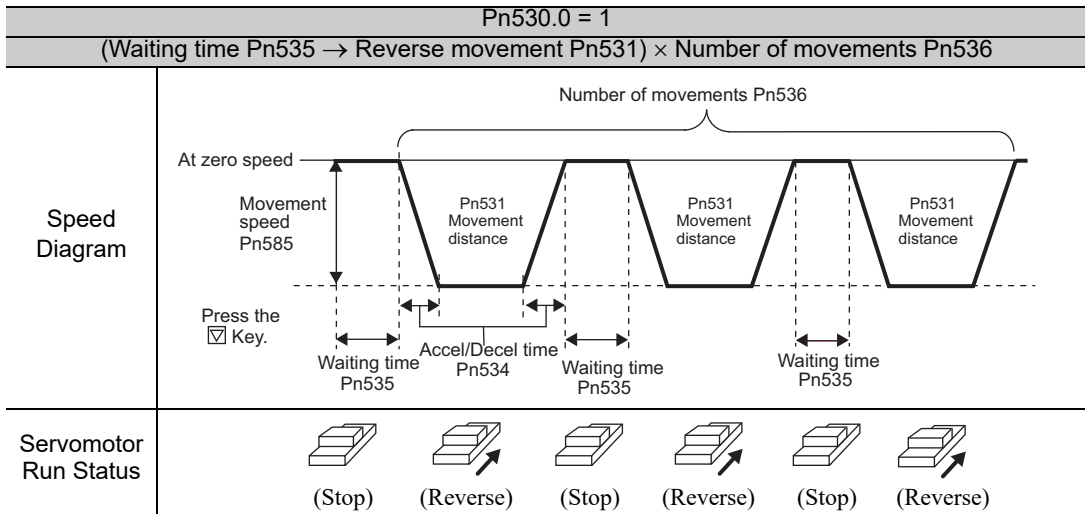 Pn530.0 = 1
(Waiting time Pn535 → Reverse movement Pn531) × Number of movements Pn536
Speed
Diagram
Number of movements Pn536
At zero speed
Movement
speed
Pn585
Pn531
Movement
distance
Pn531
Movement
distance
Pn531
Movement
distance
Press the
▽ Key.
Waiting time
Pn535
Accel/Decel time
Pn534
Waiting time
Pn535
Waiting time
Pn535
Servomotor
Run Status
(Stop) (Reverse) (Stop) (Reverse) (Stop) (Reverse)